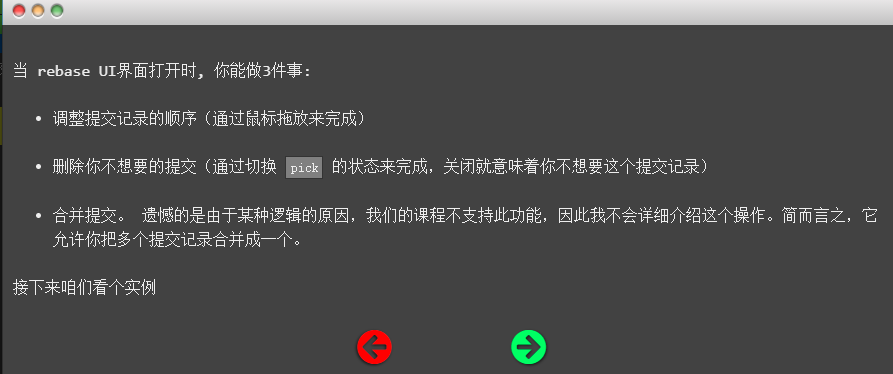 当 rebase UI界面打开时, 你能做3件事:
调整提交记录的顺序（通过鼠标拖放来完成）
删除你不想要的提交（通过切换 pick 的状态来完成，关闭就意味着你不想要这个提交记录）
合并提交。 遗憾的是由于某种逻辑的原因，我们的课程不支持此功能，因此我不会详细介绍这个操作。简而言之，它
允许你把多个提交记录合并成一个。
接下来咱们看个实例